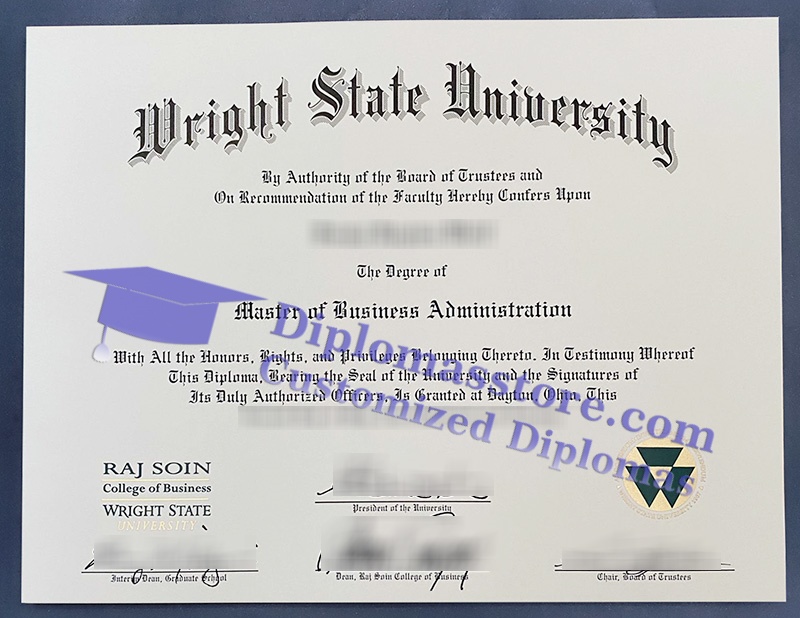 Wright State University
By Authority of the Board of Trustees and
On Recommendation of the Faculty Hereby Confers Upon
The Degree of
Master of Business Administration
With All the Honors, Rights, and Privileges Belonging Thereto. In Testimony Whereof
This Diploma, Bearing the Seal of the University and the Signatures of
Its Duly Authorized Officers, Is Granted at Dayton, Ohio, This
Diplomasstore.com
Customized Diplomas
RAJ SOIN
College of Business
WRIGHT STATE
UNIVERSITY
President of the University
Interim Dean, Graduate School
Dean, Raj Soin College of Business
Chair, Board of Trustees